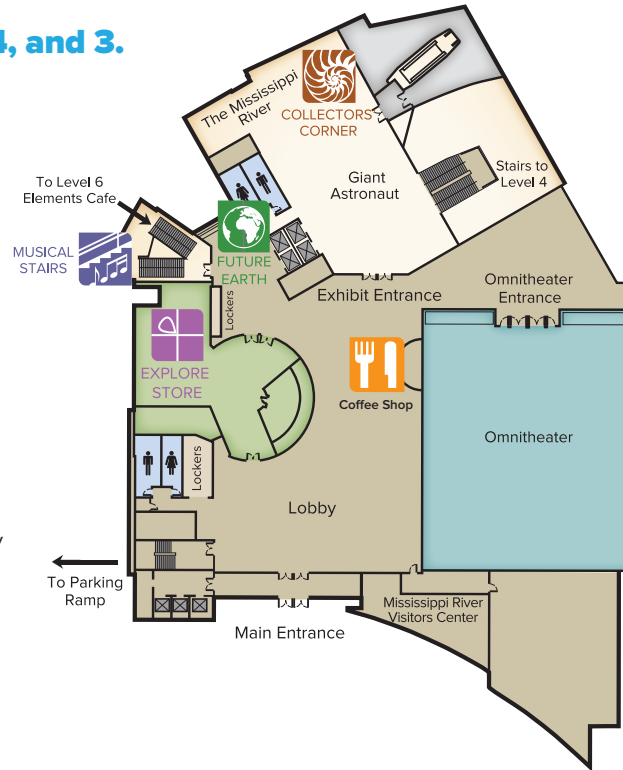 4, and 3.
The Mississippi
River
COLLECTORS'
CORNER
Giant
Astronaut
Stairs to
Level 4
To Level 6
Elements Cafe
MUSICAL
STAIRS
FUTURE
EARTH
Exhibit Entrance
Omnitheater
Entrance
Lockers
EXPLORE
STORE
Coffee Shop
Omnitheater
Lockers
Lobby
y
To Parking
Ramp
Mississippi River
Visitors Center
Main Entrance